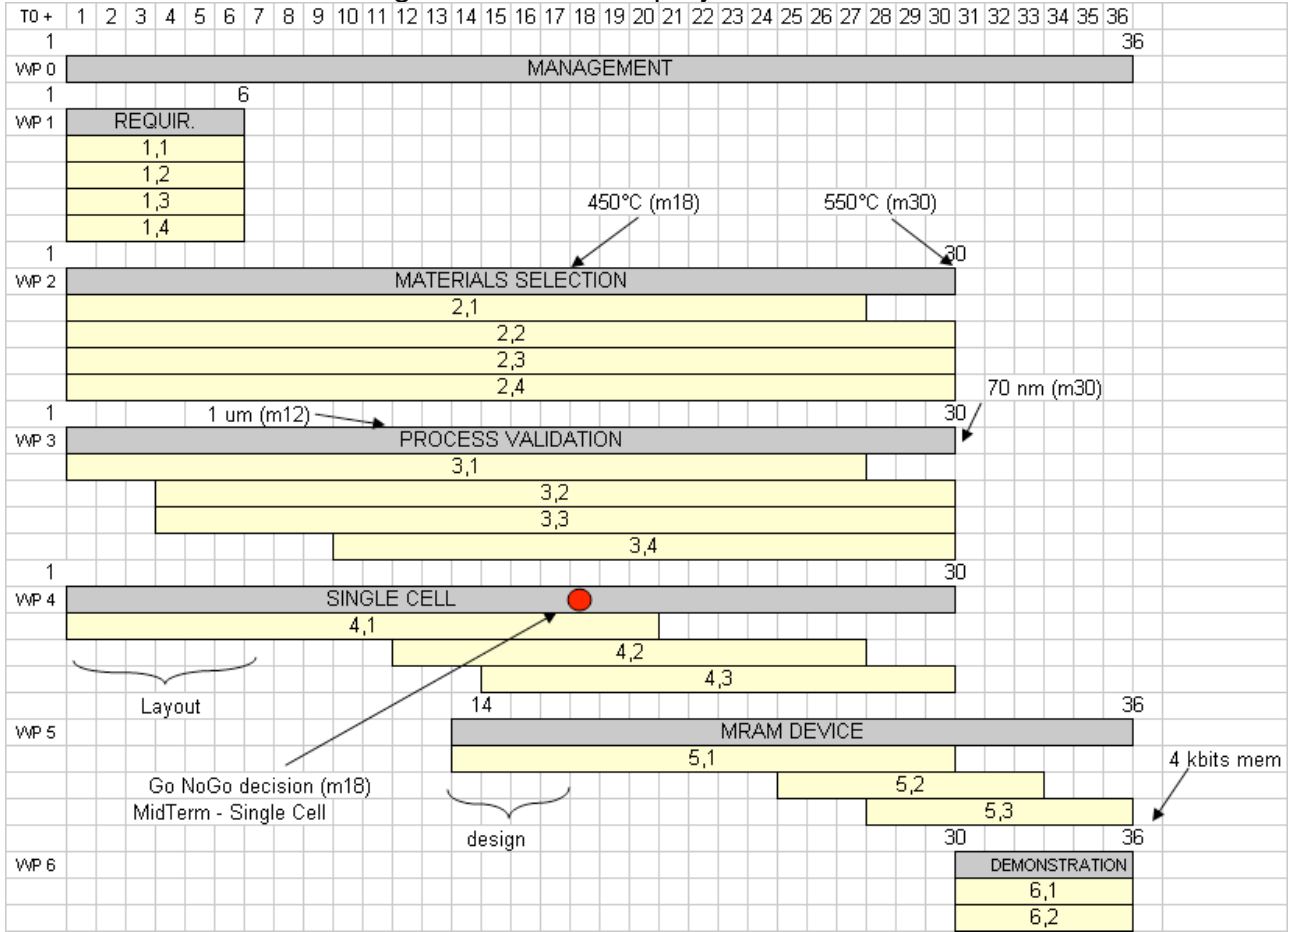 T0 + 1 2 3 4 5 6 7 8 9 10 11 12 13 14 15 16 17 18 19 20 21 22 23 24 25 26 27 28 29 30 31 32 33 34 35 36
1 36
WP 0 MANAGEMENT
1 6
WP 1 REQUIR.
1,1
1,2
1,3
450°C (m18) 550°C (m30)
1,4
1 30
WP 2 MATERIALS SELECTION
2,1
2,2
2,3
2,4
70 nm (m30)
1 1 um (m12) 30
WP 3 PROCESS VALIDATION
3,1
3,2
3,3
3,4
1 30
WP 4 SINGLE CELL
4,1
4,2
4,3
Layout
14 36
WP 5 MRAM DEVICE
5,1
4 kbits mem
Go NoGo decision (m18)
MidTerm - Single Cell
5,2
5,3
design
30 36
WP 6 DEMONSTRATION
6,1
6,2